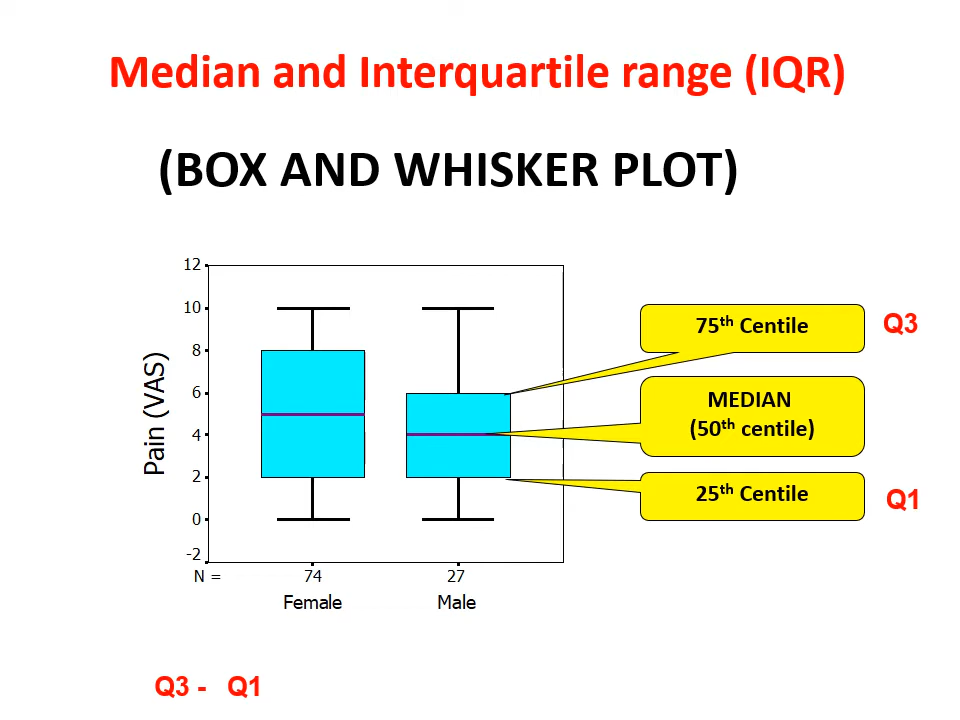 Median and Interquartile range (IQR)
(BOX AND WHISKER PLOT)
12
10
8
6
4
2
0
-2
Pain (VAS)
N = 74 27
Female Male
75th Centile
Q3
MEDIAN
(50th centile)
25th Centile
Q1
Q3 - Q1